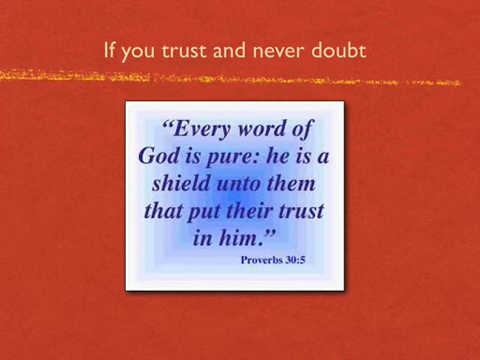 If you trust and never doubt
“Every word of
God is pure: he is a
shield unto them
that put their trust
in him.”
Proverbs 30:5